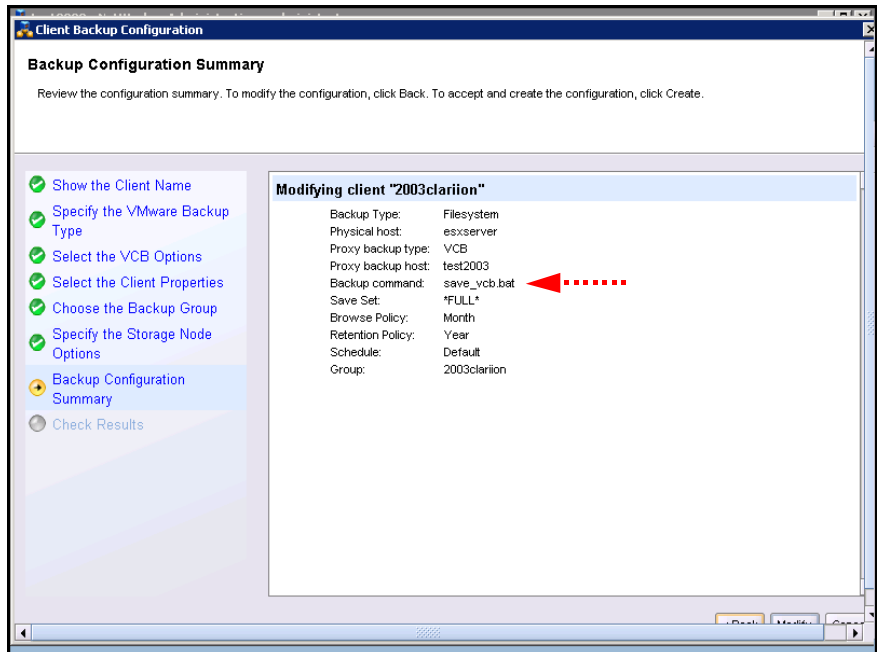 Client Backup Configuration
Backup Configuration Summary
Review the configuration summary. To modify the configuration, click Back. To accept and create the configuration, click Create.
Show the Client Name
Specify the VMware Backup
Type
Select the VCB Options
Select the Client Properties
Choose the Backup Group
Specify the Storage Node
Options
Backup Configuration
Summary
Check Results
Modifying client "2003clariion"
Backup Type: Filesystem
Physical host: esxserver
Proxy backup type: VCB
Proxy backup host: test2003
Backup command: save_vcb.bat
Save Set: *FULL*
Browse Policy: Month
Retention Policy: Year
Schedule: Default
Group: 2003clariion